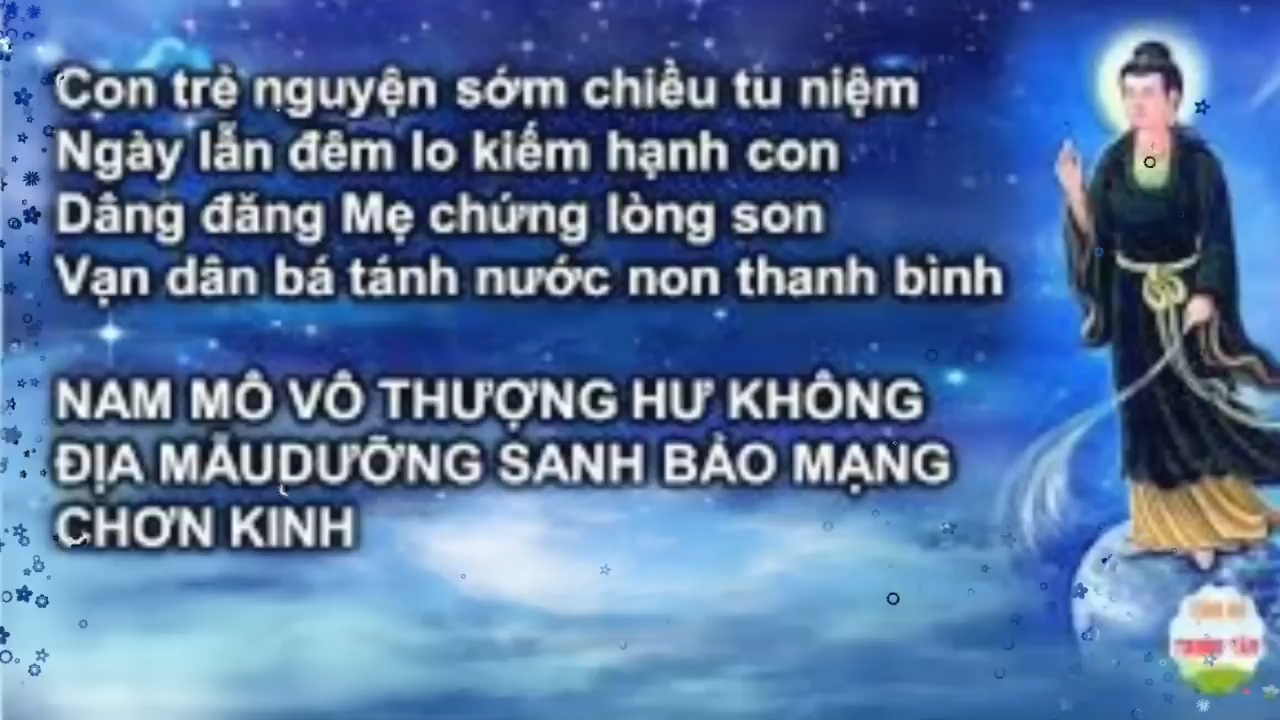 Con trẻ nguyện sớm chiều tu niệm
Ngày lẫn đêm lo kiếm hạnh con
Dâng đăng Mẹ chứng lòng son
Vạn dân bá tánh nước non thanh bình
NAM MÔ VÔ THƯỢNG HƯ KHÔNG
ĐỊA MẪUDƯỠNG SANH BẢO MẠNG
CHƠN KINH